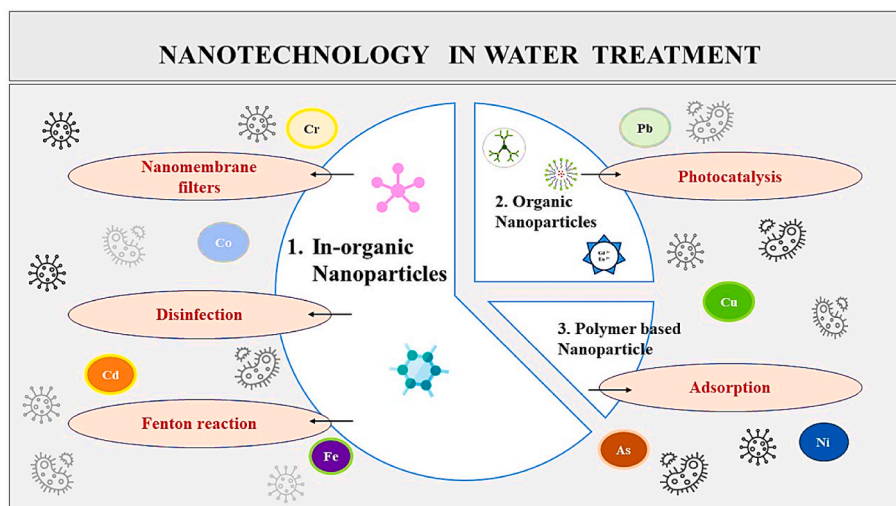 NANOTECHNOLOGY IN WATER TREATMENT
Cr
Pb
Nanomembrane
filters
Photocatalysis
2. Organic
Nanoparticles
Co
1. In-organic
Nanoparticles
Cu
Disinfection
3. Polymer based
Nanoparticle
Cd
Adsorption
Fenton reaction
Fe
As
Ni